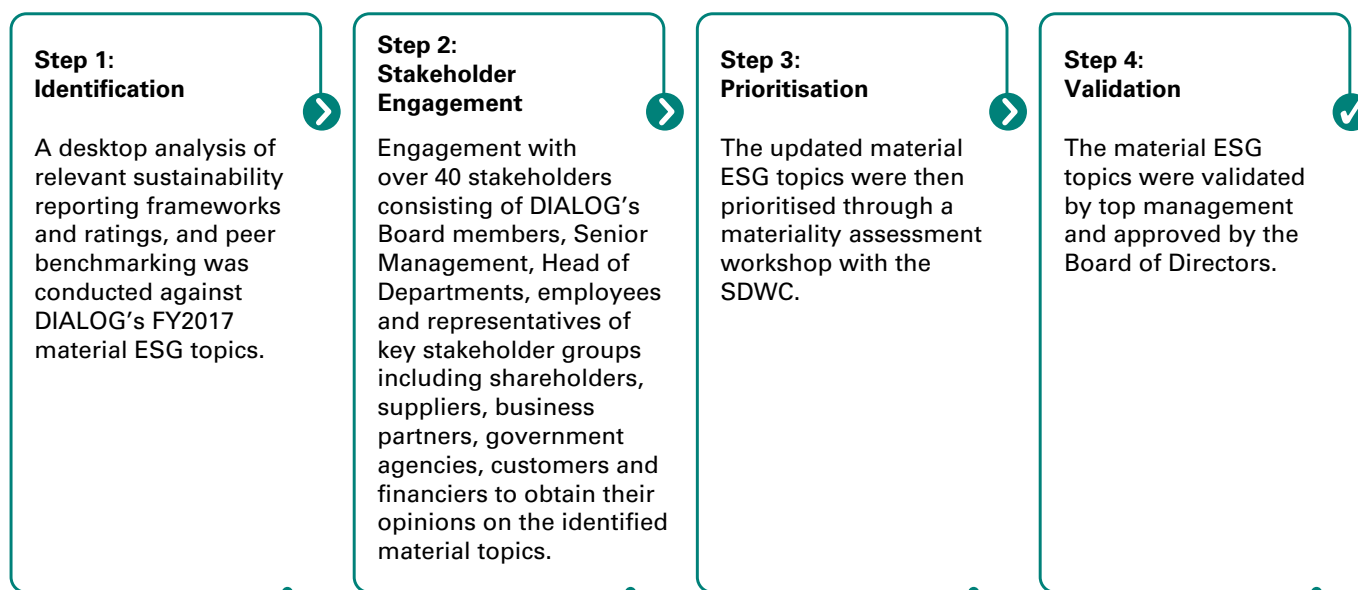 Step 1:
Identification
A desktop analysis of
relevant sustainability
reporting frameworks
and ratings, and peer
benchmarking was
conducted against
DIALOG's FY2017
material ESG topics.
Step 2:
Stakeholder
Engagement
Engagement with
over 40 stakeholders
consisting of DIALOG's
Board members, Senior
Management, Head of
Departments, employees
and representatives of
key stakeholder groups
including shareholders,
suppliers, business
partners, government
agencies, customers and
financiers to obtain their
opinions on the identified
material topics.
Step 3:
Prioritisation
The updated material
ESG topics were then
prioritised through a
materiality assessment
workshop with the
SDWC.
Step 4:
Validation
The material ESG
topics were validated
by top management
and approved by the
Board of Directors.